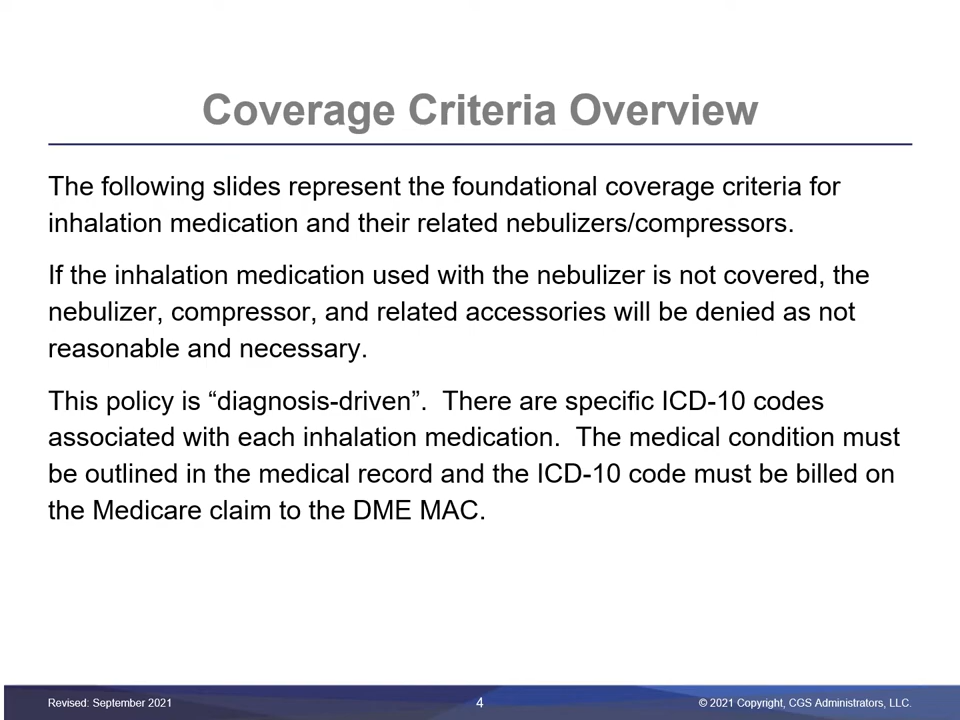 Coverage Criteria Overview
The following slides represent the foundational coverage criteria for
inhalation medication and their related nebulizers/compressors.
If the inhalation medication used with the nebulizer is not covered, the
nebulizer, compressor, and related accessories will be denied as not
reasonable and necessary.
This policy is “diagnosis-driven”.  There are specific ICD-10 codes
associated with each inhalation medication.  The medical condition must
be outlined in the medical record and the ICD-10 code must be billed on
the Medicare claim to the DME MAC.
Revised: September 2021
4
© 2021 Copyright, CGS Administrators, LLC.